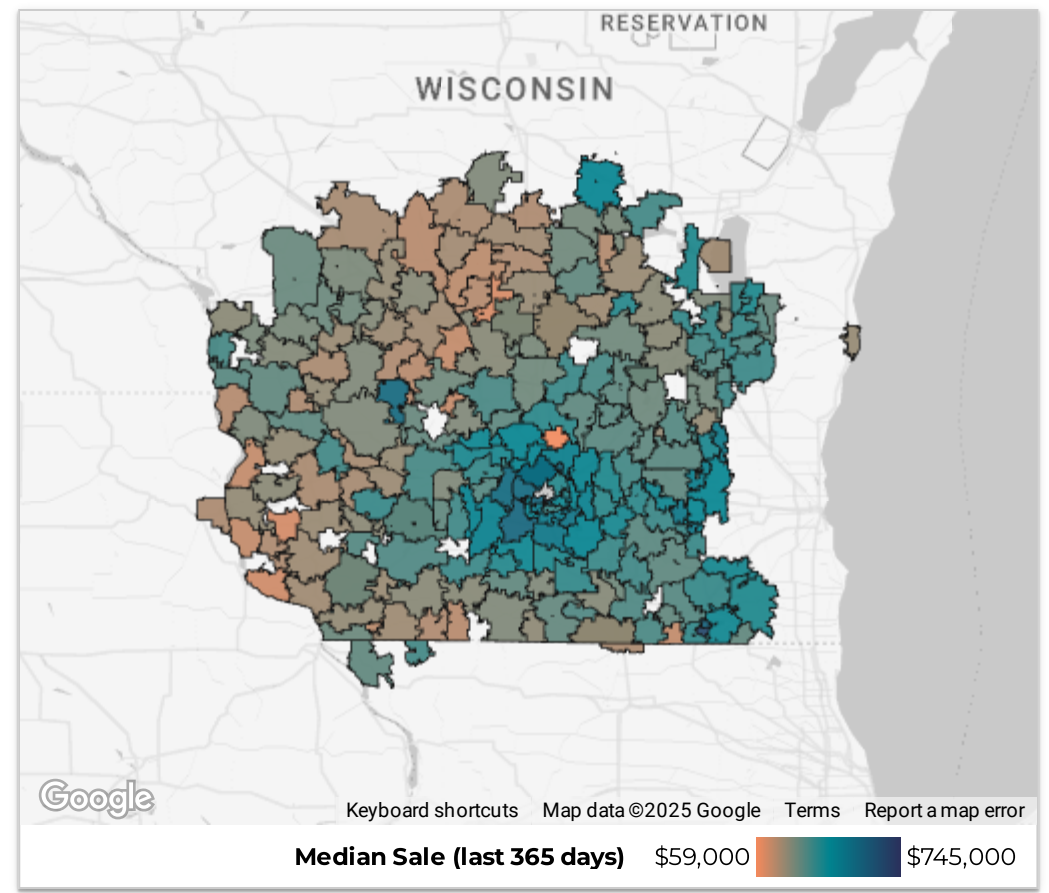 RESERVATION
WISCONSIN
Google
Keyboard shortcuts Map data ©2025 Google Terms Report a map error
Median Sale (last 365 days) $59,000 $745,000